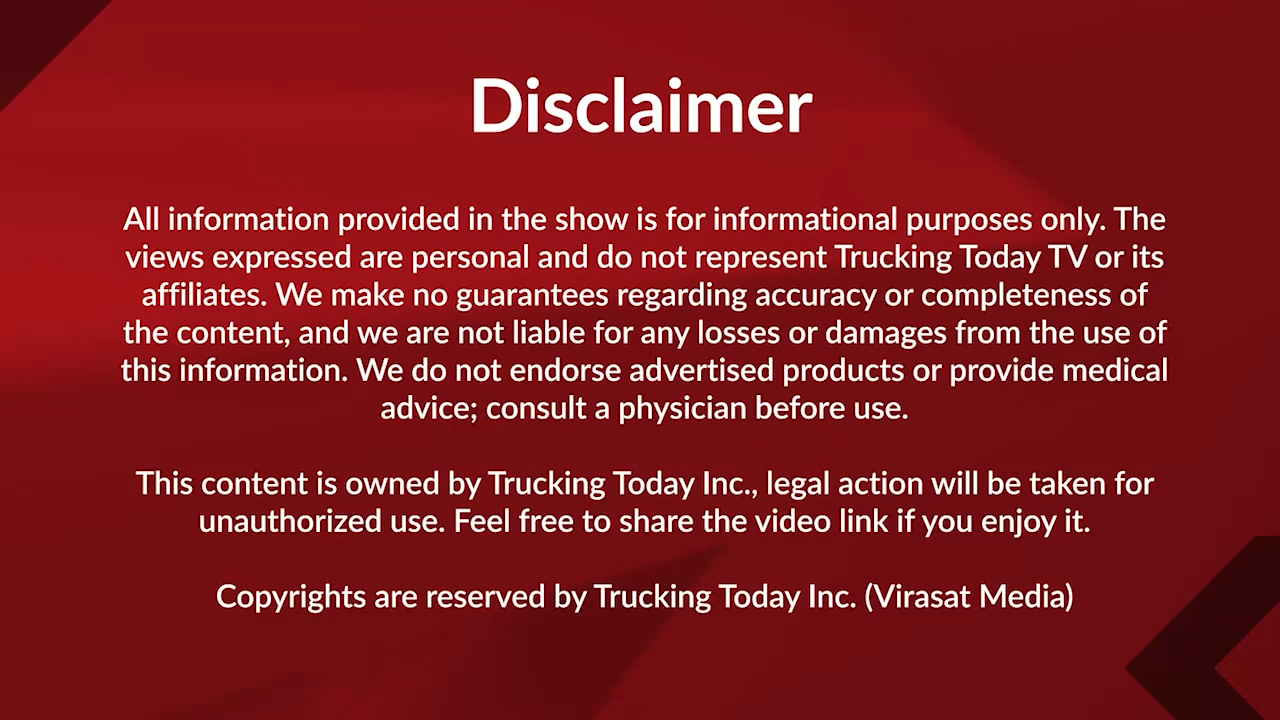 Disclaimer
All information provided in the show is for informational purposes only. The
views expressed are personal and do not represent Trucking Today TV or its
affiliates. We make no guarantees regarding accuracy or completeness of
the content, and we are not liable for any losses or damages from the use of
this information. We do not endorse advertised products or provide medical
advice; consult a physician before use.
This content is owned by Trucking Today Inc., legal action will be taken for
unauthorized use. Feel free to share the video link if you enjoy it.
Copyrights are reserved by Trucking Today Inc. (Virasat Media)